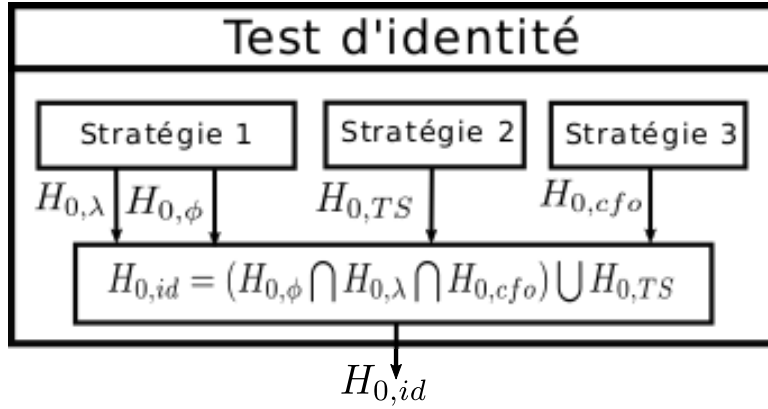 Test d'identité
Stratégie 1 Stratégie 2 Stratégie 3
H_{0,λ} H_{0,ϕ} H_{0,TS} H_{0,cfo}
H_{0,id} = (H_{0,ϕ} ⋂ H_{0,λ} ⋂ H_{0,cfo}) ⋃ H_{0,TS}
H_{0,id}